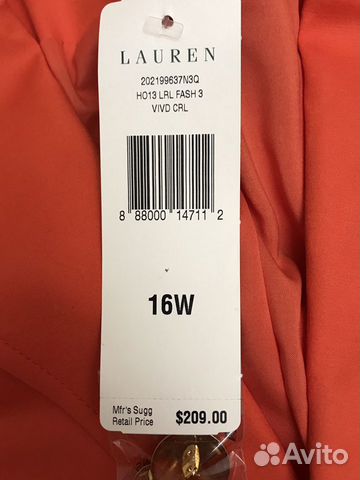 LAUREN
202199637N3Q
HO13 LRL FASH 3
VIVD CRL
8 88000 14711 2
16W
Mfr's Sugg
Retail Price $209.00
Avito